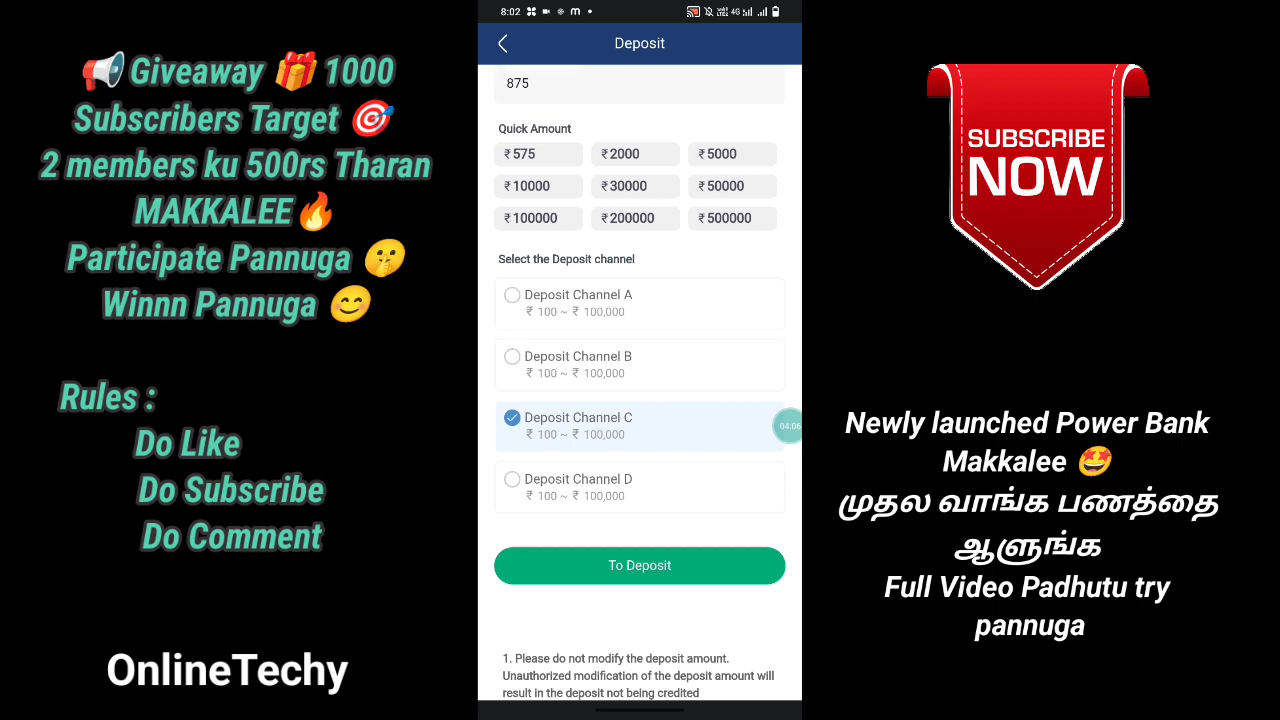 📢 Giveaway 🎁 1000
Subscribers Target 🎯
2 members ku 500rs Tharan
MAKKALEE🔥
Participate Pannuga 🤫
Winnn Pannuga 😊
Rules :
Do Like
Do Subscribe
Do Comment
OnlineTechy
8:02
4G
Deposit
875
Quick Amount
₹ 575 ₹ 2000 ₹ 5000
₹ 10000 ₹ 30000 ₹ 50000
₹ 100000 ₹ 200000 ₹ 500000
Select the Deposit channel
Deposit Channel A
₹ 100 ~ ₹ 100,000
Deposit Channel B
₹ 100 ~ ₹ 100,000
Deposit Channel C
₹ 100 ~ ₹ 100,000
04:06
Deposit Channel D
₹ 100 ~ ₹ 100,000
To Deposit
1. Please do not modify the deposit amount.
Unauthorized modification of the deposit amount will
result in the deposit not being credited
SUBSCRIBE
NOW
Newly launched Power Bank
Makkalee 🤩
முதல வாங்க பணத்தை
ஆளுங்க
Full Video Padhutu try
pannuga